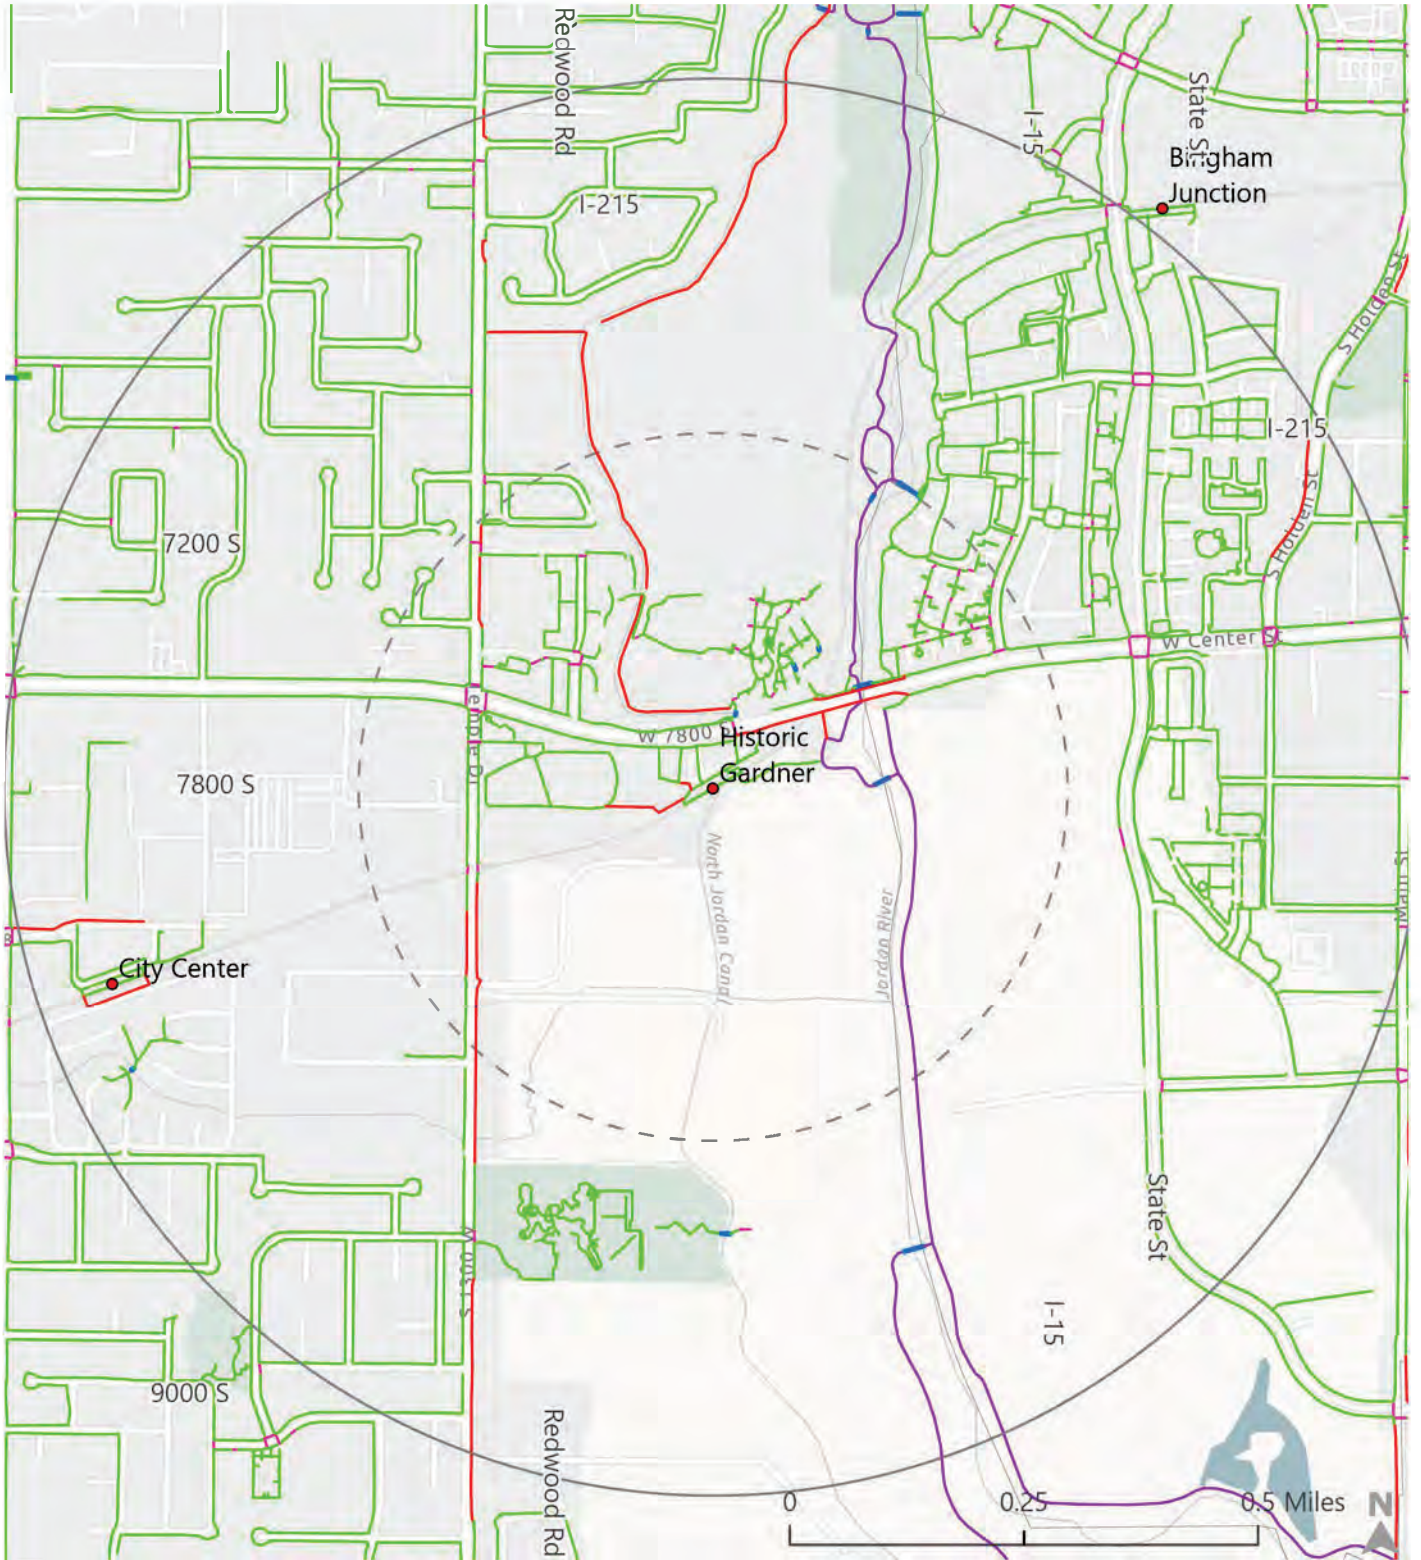 Redwood Rd
State St
I-15
Bingham
Junction
I-215
S Holden St
I-215
S Holden St
7200 S
W Center St
Temple Dr
W 7800 S
Historic
Gardner
7800 S
North Jordan Canal
Jordan River
S Main St
City Center
State St
I-15
9000 S
Redwood Rd
0
0.25
0.5 Miles
N